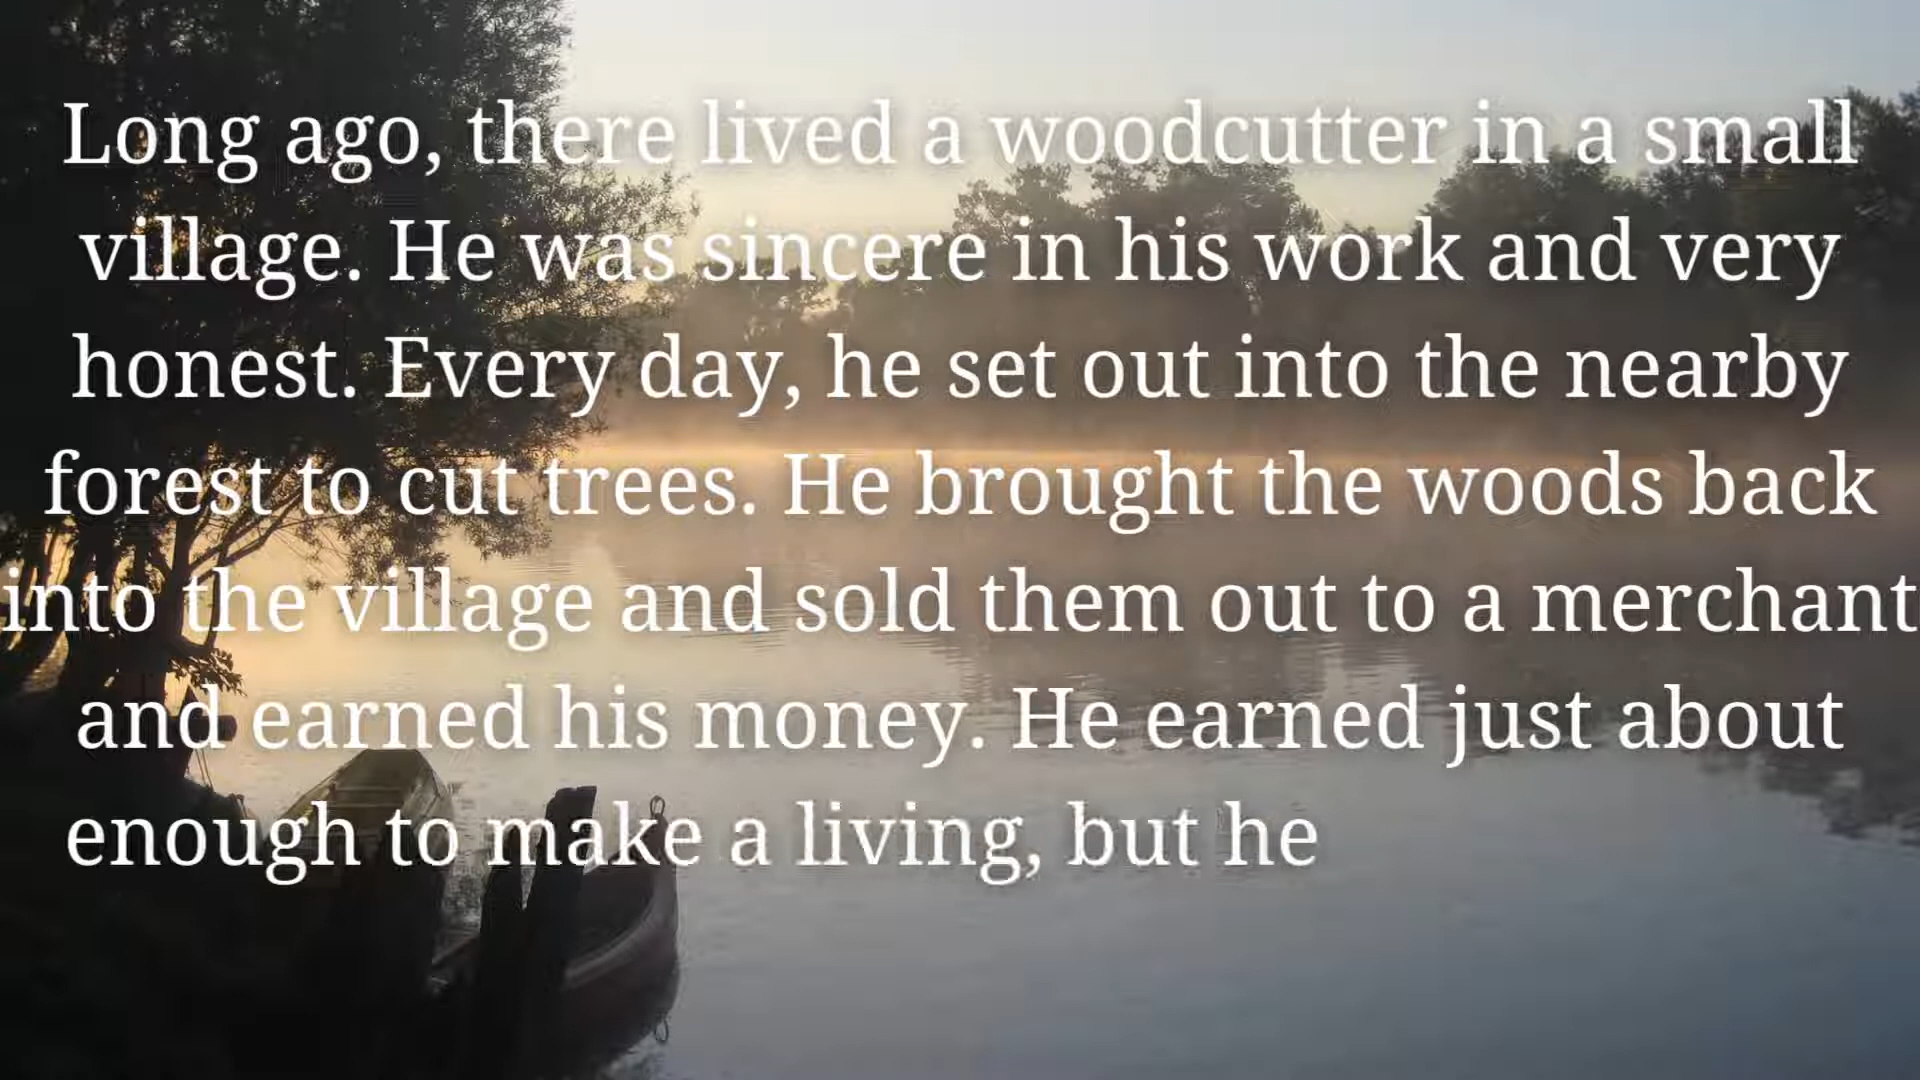 Long ago, there lived a woodcutter in a small
village. He was sincere in his work and very
honest. Every day, he set out into the nearby
forest to cut trees. He brought the woods back
into the village and sold them out to a merchant
and earned his money. He earned just about
enough to make a living, but he